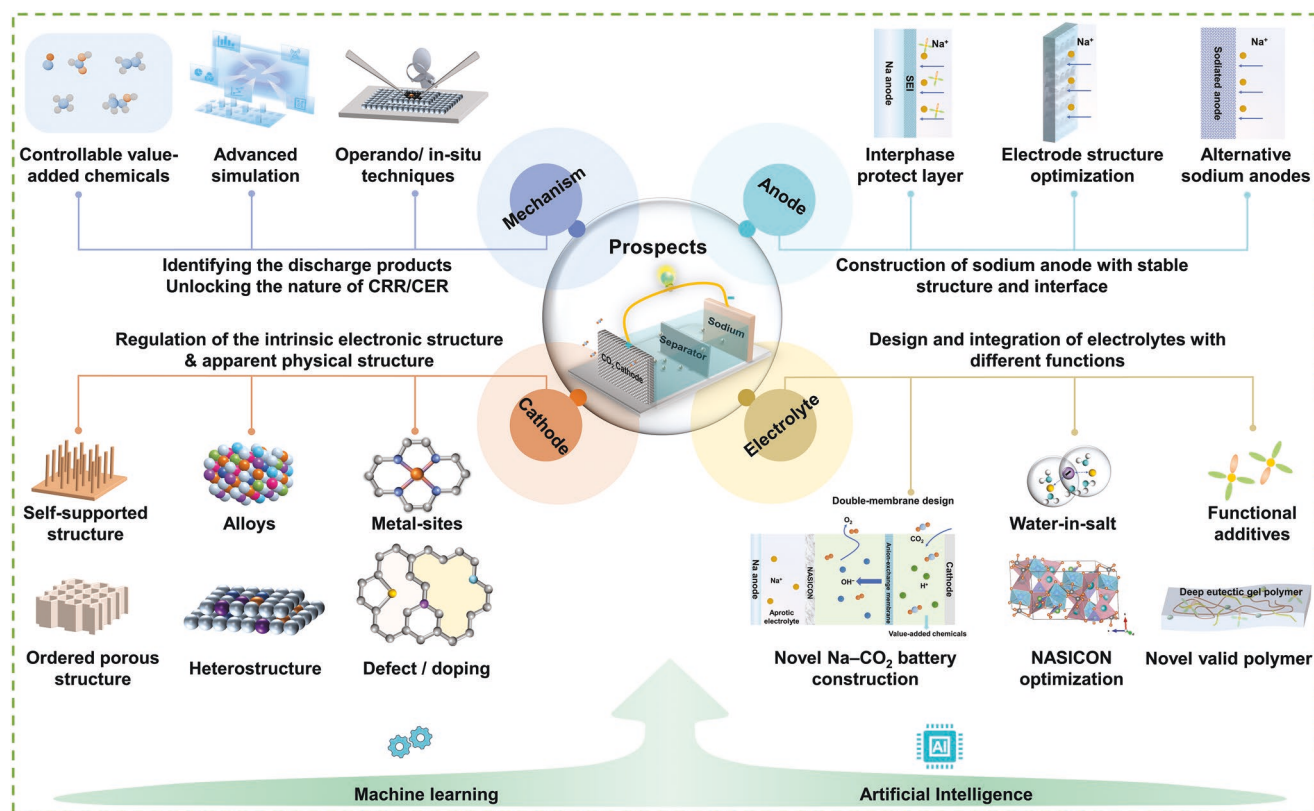 Controllable value-
added chemicals
Advanced
simulation
Operando/ in-situ
techniques
Mechanism
Identifying the discharge products
Unlocking the nature of CRR/CER
Na⁺
Na anode
SEI
Interphase
protect layer
Na⁺
Electrode structure
optimization
Sodiated anode
Na⁺
Alternative
sodium anodes
Anode
Construction of sodium anode with stable
structure and interface
Prospects
CO₂ Cathode
Separator
Sodium
Regulation of the intrinsic electronic structure
& apparent physical structure
Cathode
Self-supported
structure
Alloys
Metal-sites
Ordered porous
structure
Heterostructure
Defect / doping
Design and integration of electrolytes with
different functions
Electrolyte
Double-membrane design
Na anode
Na⁺
Aprotic
electrolyte
NASICON
O₂
OH⁻
Anion-exchange membrane
CO₂
H⁺
Cathode
Value-added chemicals
Novel Na–CO₂ battery
construction
Water-in-salt
NASICON
optimization
Functional
additives
Deep eutectic gel polymer
Novel valid polymer
Machine learning
AI
Artificial Intelligence